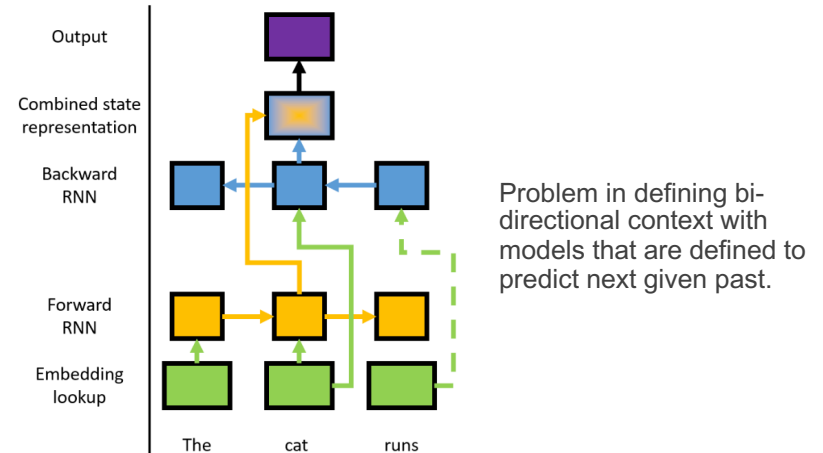 Output
Combined state
representation
Backward
RNN
Forward
RNN
Embedding
lookup
The cat runs
Problem in defining bi-
directional context with
models that are defined to
predict next given past.